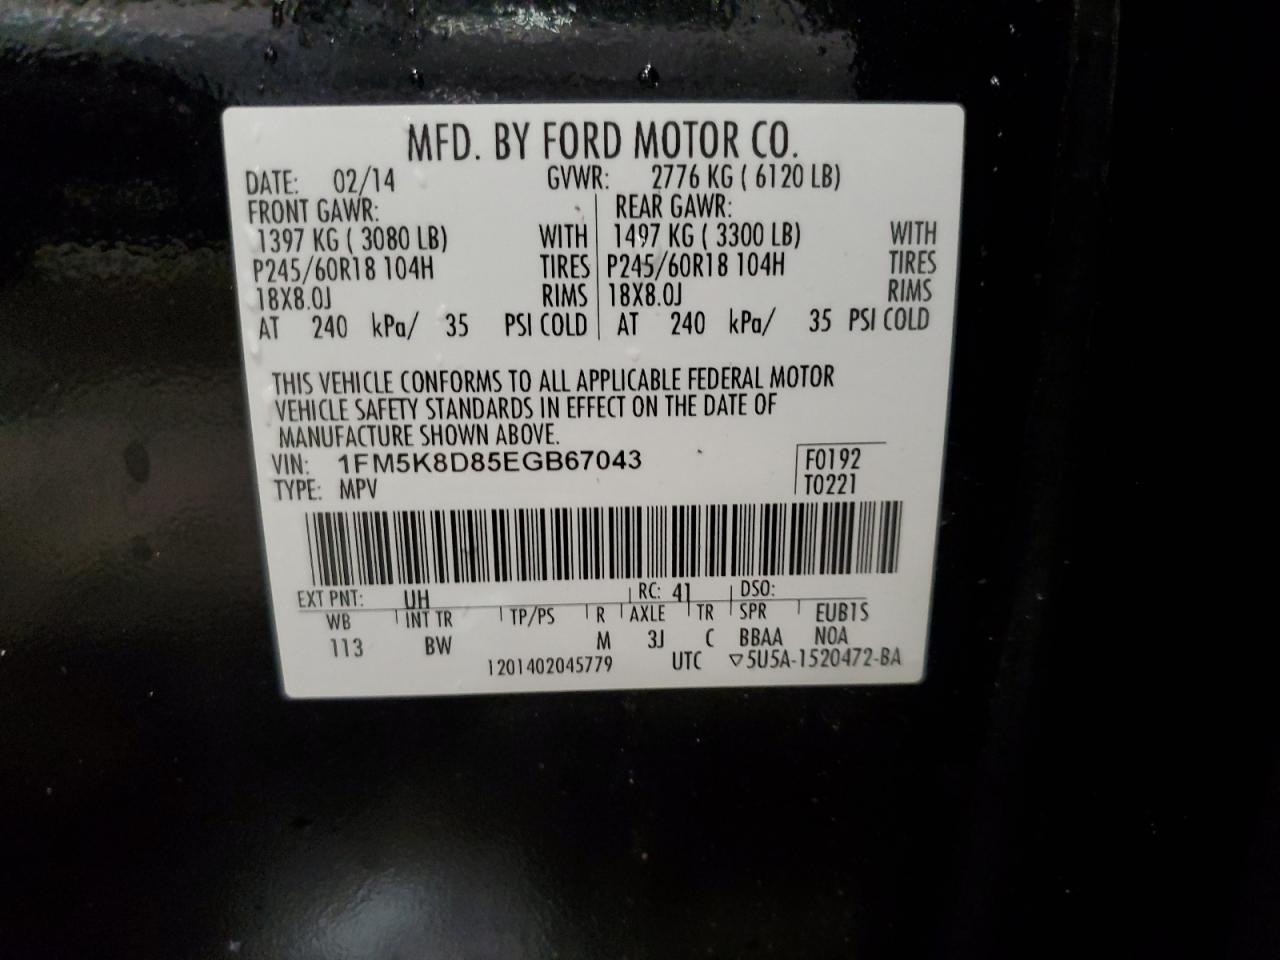 MFD. BY FORD MOTOR CO.
DATE: 02/14 GVWR: 2776 KG ( 6120 LB)
FRONT GAWR: REAR GAWR:
1397 KG ( 3080 LB) WITH 1497 KG ( 3300 LB) WITH
P245/60R18 104H TIRES P245/60R18 104H TIRES
18X8.0J RIMS 18X8.0J RIMS
AT 240 kPa/ 35 PSI COLD AT 240 kPa/ 35 PSI COLD
THIS VEHICLE CONFORMS TO ALL APPLICABLE FEDERAL MOTOR
VEHICLE SAFETY STANDARDS IN EFFECT ON THE DATE OF
MANUFACTURE SHOWN ABOVE.
VIN: 1FM5K8D85EGB67043 F0192
TYPE: MPV T0221
EXT PNT: UH RC: 41 DSO:
WB INT TR TP/PS R AXLE TR SPR EUB1S
113 BW M 3J C BBAA NOA
1201402045779 UTC ▽5U5A-1520472-BA